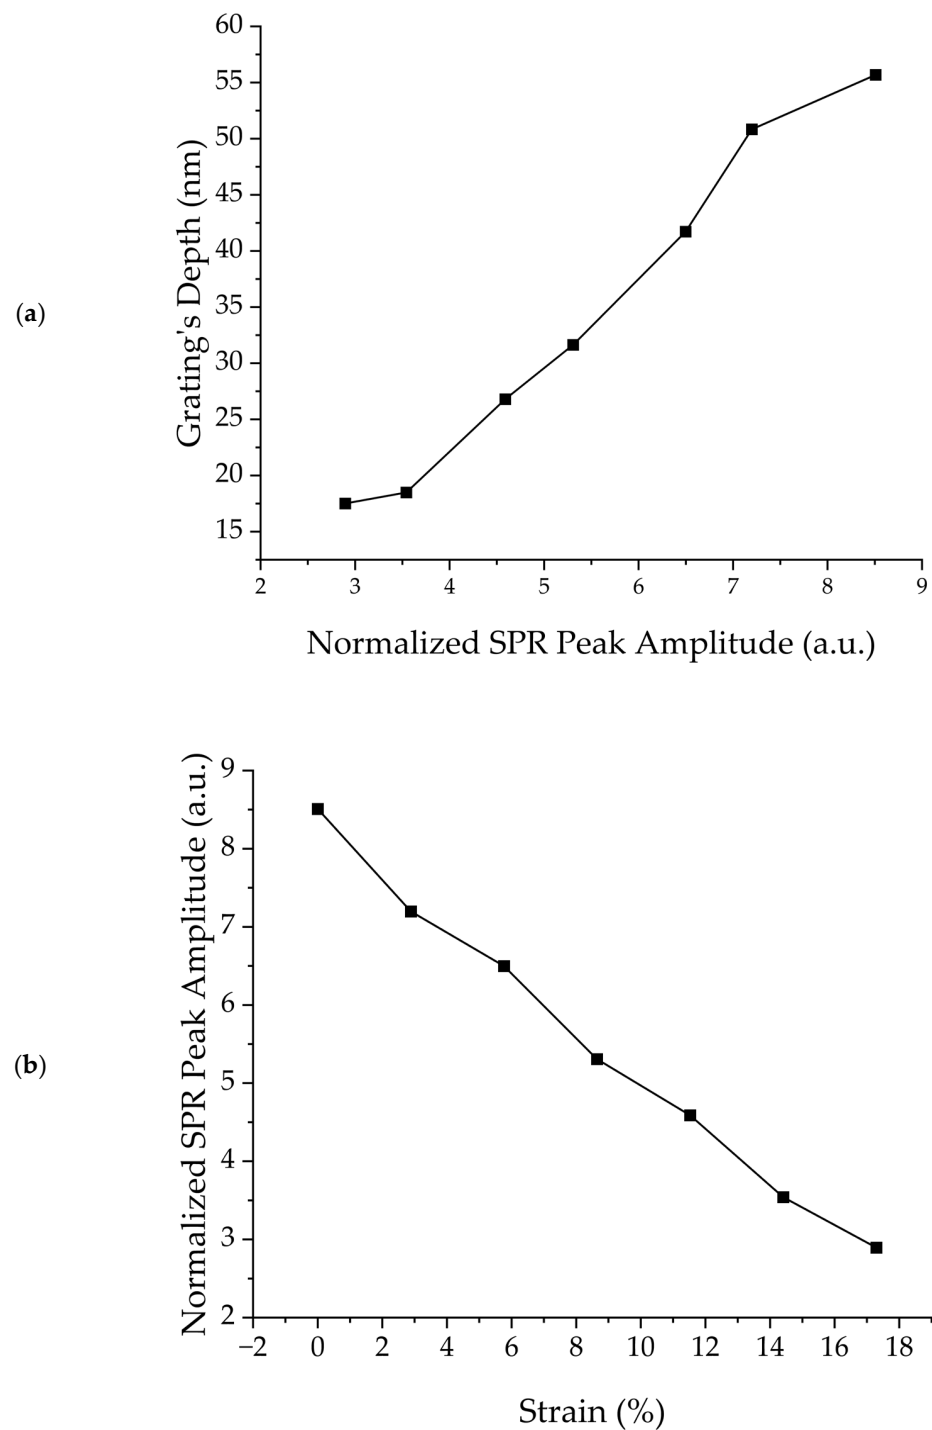 (a)
Grating's Depth (nm)
60
55
50
45
40
35
30
25
20
15
2 3 4 5 6 7 8 9
Normalized SPR Peak Amplitude (a.u.)
(b)
Normalized SPR Peak Amplitude (a.u.)
9
8
7
6
5
4
3
2
−2 0 2 4 6 8 10 12 14 16 18
Strain (%)